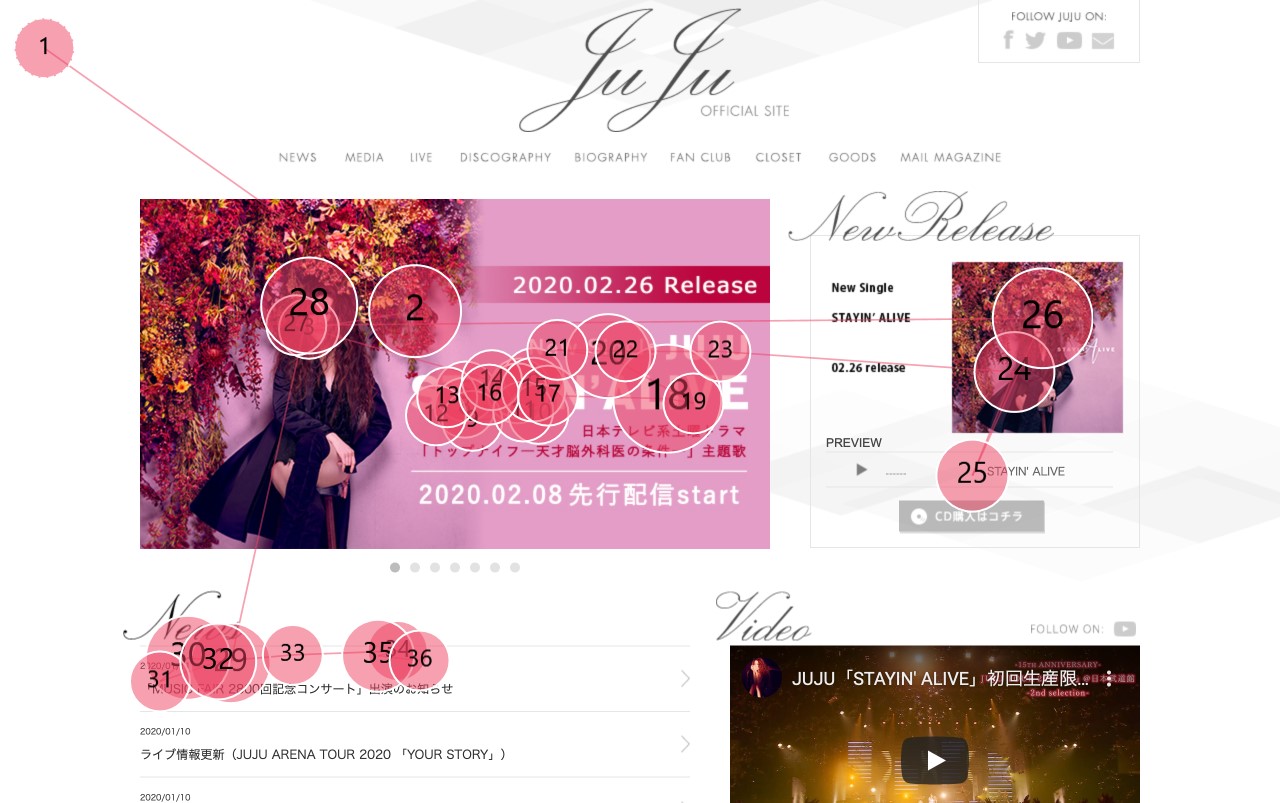 FOLLOW JUJU ON:
JuJu
OFFICIAL SITE
NEWS MEDIA LIVE DISCOGRAPHY BIOGRAPHY FAN CLUB CLOSET GOODS MAIL MAGAZINE
2020.02.26 Release
JUJU
日本テレビ系土曜ドラマ
「トップナイフー天才脳外科医の条件ー」主題歌
2020.02.08 先行配信start
New Release
New Single
STAYIN' ALIVE
02.26 release
PREVIEW
------ STAYIN' ALIVE
CD購入はコチラ
News
「MUSIC FAIR 2800回記念コンサート」出演のお知らせ
2020/01/10
ライブ情報更新（JUJU ARENA TOUR 2020 「YOUR STORY」）
2020/01/10
Video
FOLLOW ON:
JUJU「STAYIN' ALIVE」初回生産限...
-15th ANNIVERSARY-
@日本武道館
-2nd selection-
1
2
28
27
12
13
14
15
16
17
18
19
20
21
22
23
24
25
26
29
30
31
32
33
34
35
36